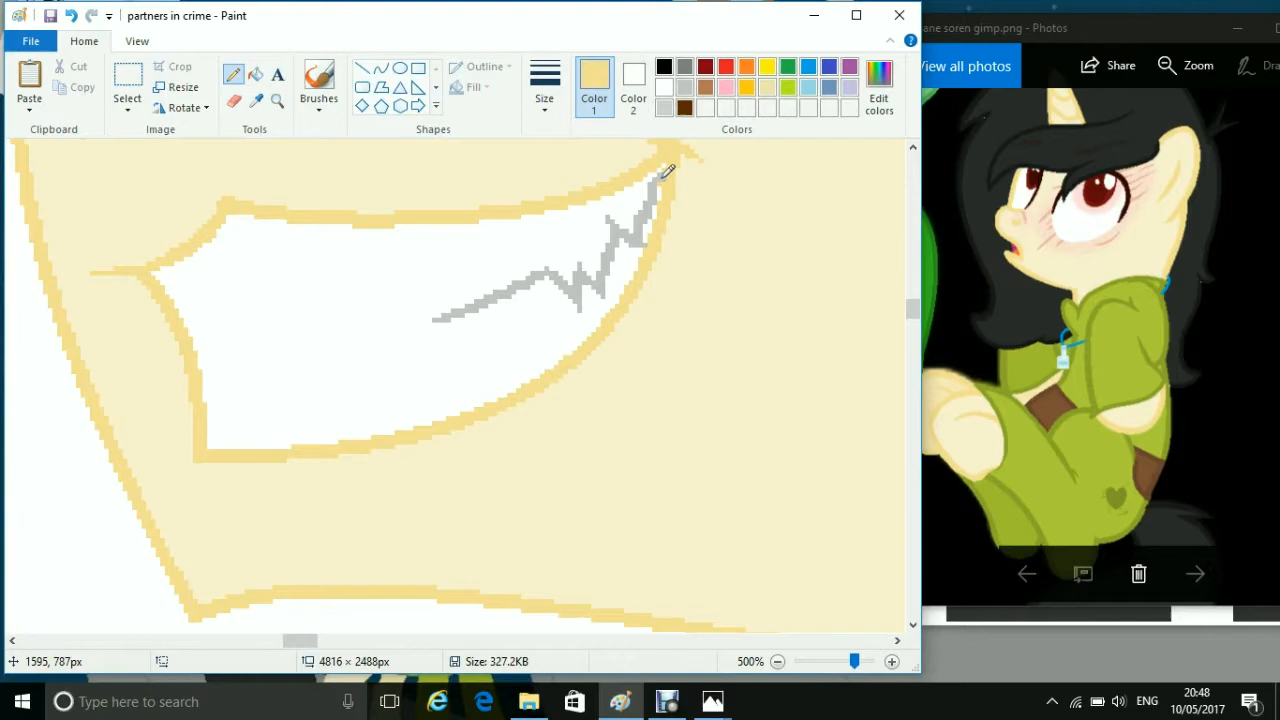 partners in crime - Paint
ane soren gimp.png - Photos
File
Home
View
Paste
Cut
Copy
Select
Crop
Resize
Rotate
A
Brushes
Outline
Fill
Size
Color 1
Color 2
Edit colors
View all photos
Share
Zoom
Clipboard
Image
Tools
Shapes
Colors
1595, 787px
4816 × 2488px
Size: 327.2KB
500%
Type here to search
ENG
20:48
10/05/2017
1